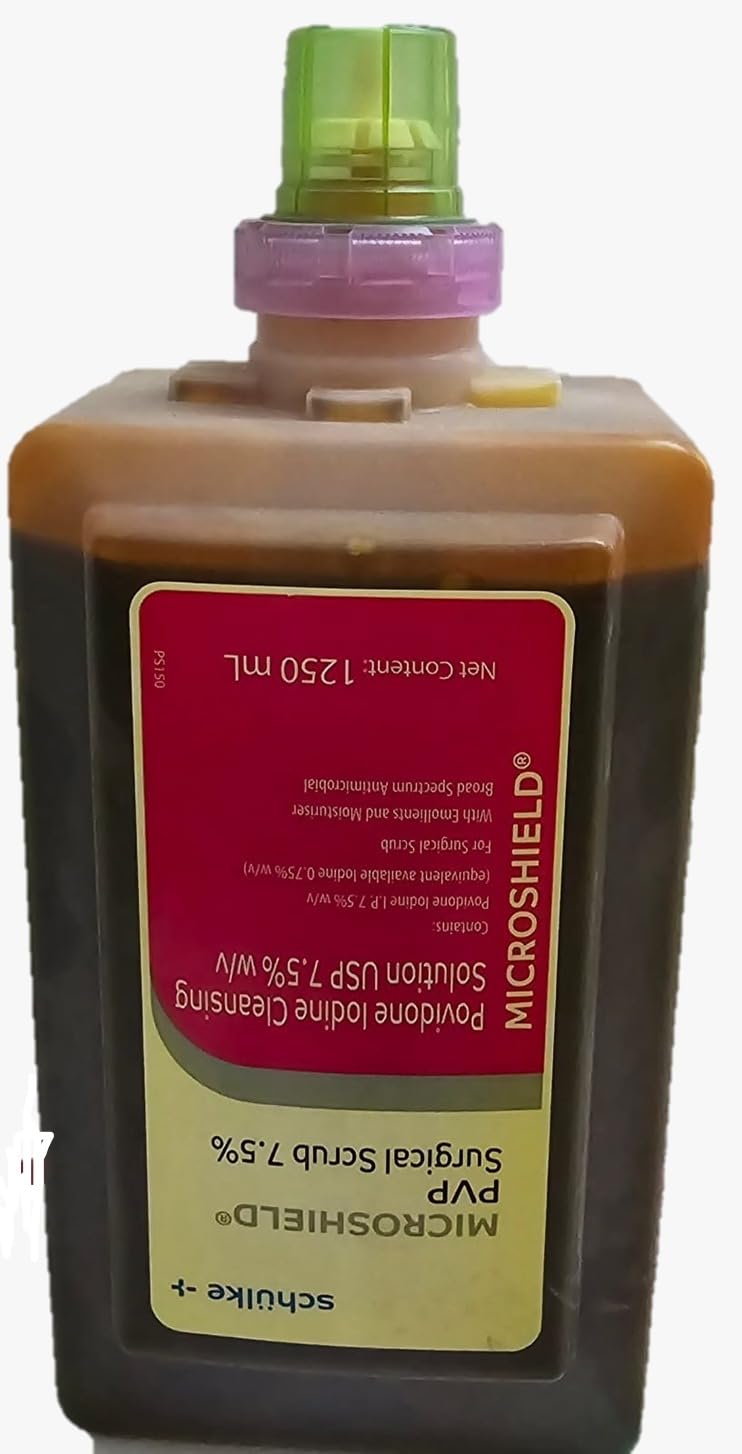 schülke -+
MICROSHIELD®
PVP
Surgical Scrub 7.5%
Povidone Iodine Cleansing
Solution USP 7.5% w/v
Contains:
Povidone Iodine I.P. 7.5% w/v
(equivalent available Iodine 0.75% w/v)
For Surgical Scrub
With Emollients and Moisturiser
Broad Spectrum Antimicrobial
Net Content: 1250 mL
MICROSHIELD®
PS150